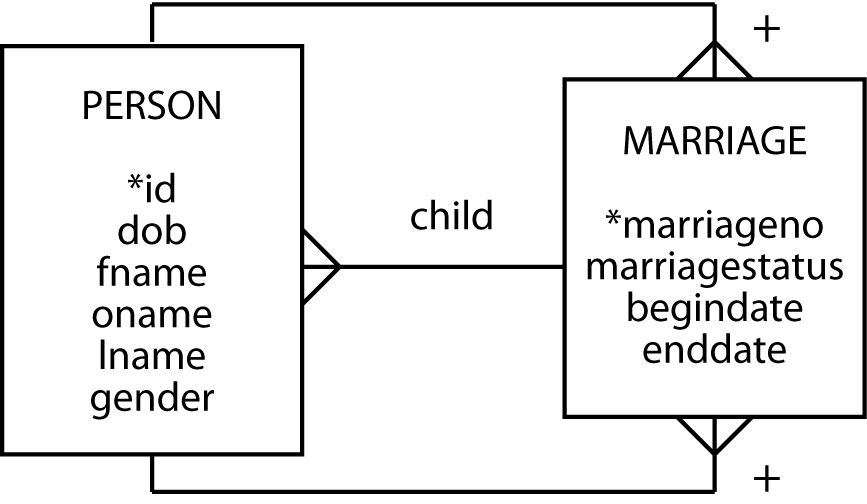 +
PERSON
*id
dob
fname
oname
lname
gender
child
MARRIAGE
*marriageno
marriagestatus
begindate
enddate
+